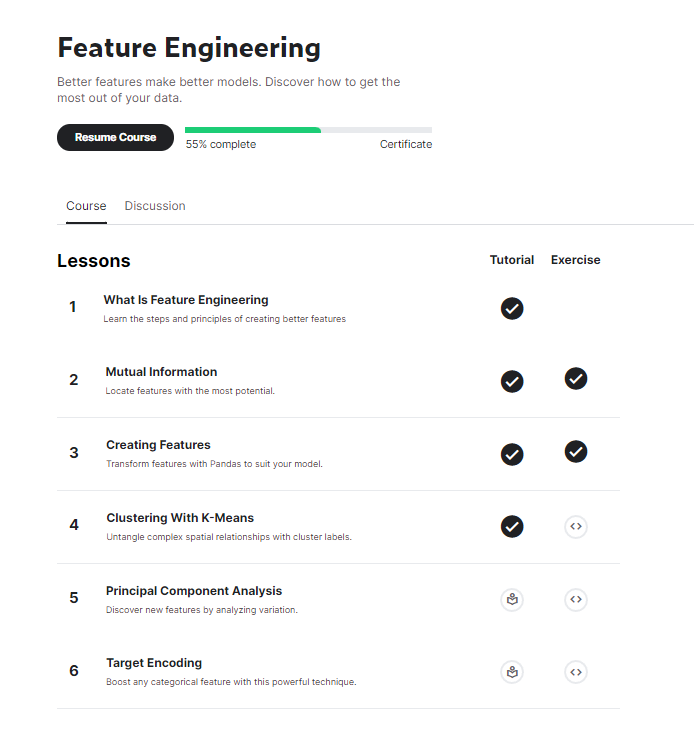 Feature Engineering
Better features make better models. Discover how to get the
most out of your data.
Resume Course
55% complete
Certificate
Course
Discussion
Lessons
Tutorial
Exercise
1
What Is Feature Engineering
Learn the steps and principles of creating better features
2
Mutual Information
Locate features with the most potential.
3
Creating Features
Transform features with Pandas to suit your model.
4
Clustering With K-Means
Untangle complex spatial relationships with cluster labels.
5
Principal Component Analysis
Discover new features by analyzing variation.
6
Target Encoding
Boost any categorical feature with this powerful technique.